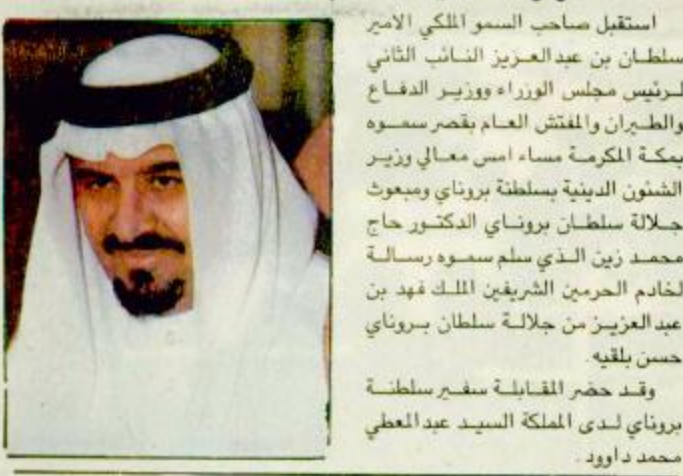 استقبل صاحب السمو الملكي الامير
سلطان بن عبدالعزيز النائب الثاني
لرئيس مجلس الوزراء ووزير الدفاع
والطيران والمفتش العام بقصر سموه
بمكة المكرمة مساء امس معالي وزير
الشئون الدينية بسلطنة بروناي ومبعوث
جلالة سلطان بروناي الدكتور حاج
محمد زين الذي سلم سموه رسالة
لخادم الحرمين الشريفين الملك فهد بن
عبدالعزيز من جلالة سلطان بروناي
حسن بلقيه.
وقد حضر المقابلة سفير سلطنة
بروناي لدى المملكة السيد عبدالمعطي
محمد داوود.